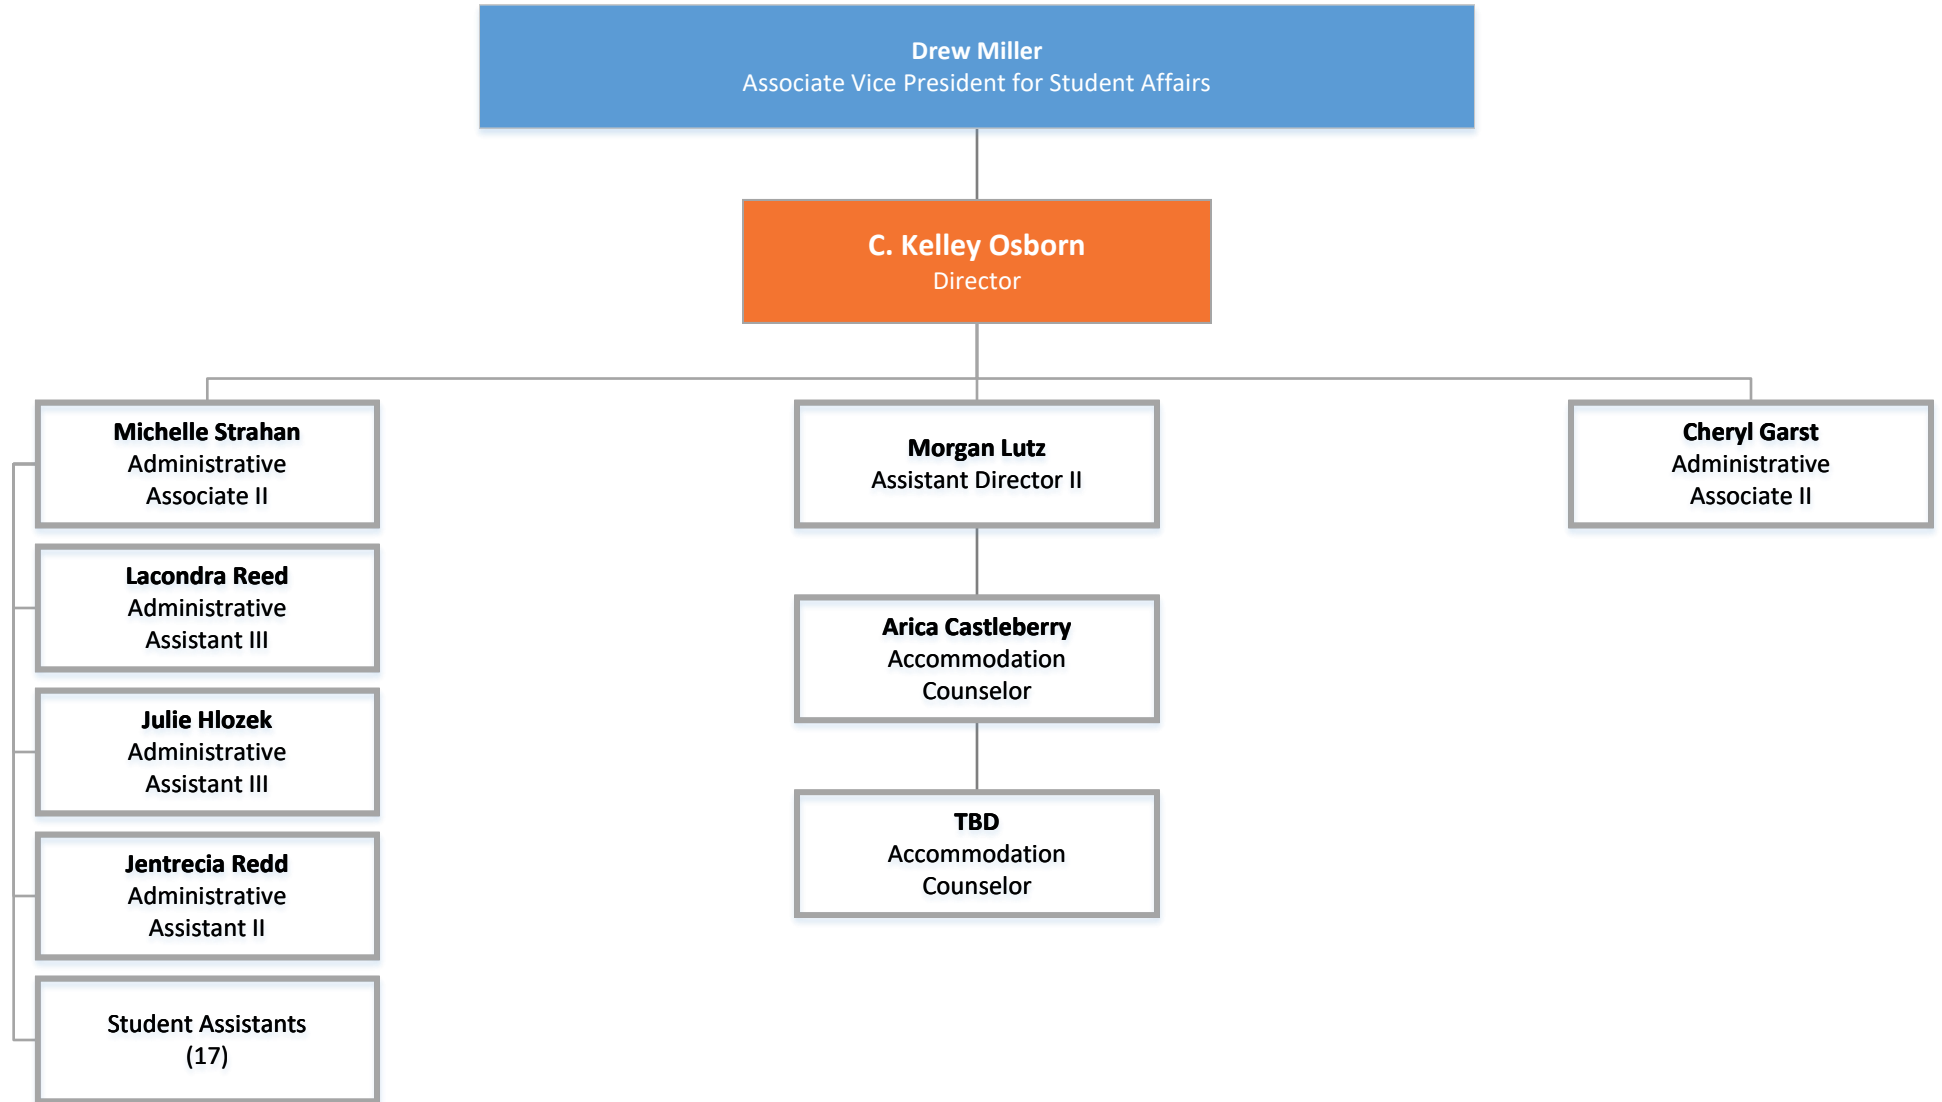 Drew Miller
Associate Vice President for Student Affairs
C. Kelley Osborn
Director
Michelle Strahan
Administrative
Associate II
Lacondra Reed
Administrative
Assistant III
Julie Hlozek
Administrative
Assistant III
Jentrecia Redd
Administrative
Assistant II
Student Assistants
(17)
Morgan Lutz
Assistant Director II
Arica Castleberry
Accommodation
Counselor
TBD
Accommodation
Counselor
Cheryl Garst
Administrative
Associate II